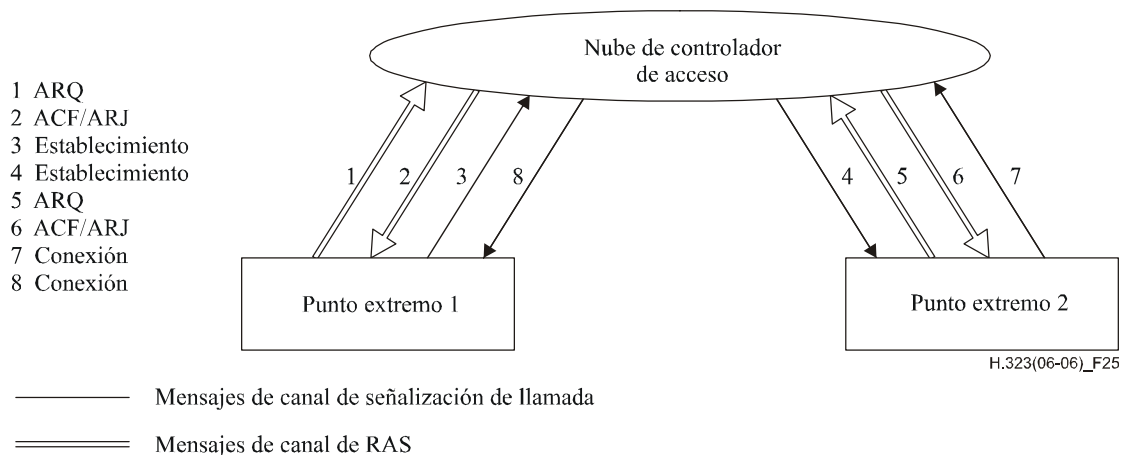 Nube de controlador
de acceso
1 ARQ
2 ACF/ARJ
3 Establecimiento
4 Establecimiento
5 ARQ
6 ACF/ARJ
7 Conexión
8 Conexión
1 2 3 8 4 5 6 7
Punto extremo 1
Punto extremo 2
H.323(06-06)_F25
Mensajes de canal de señalización de llamada
Mensajes de canal de RAS